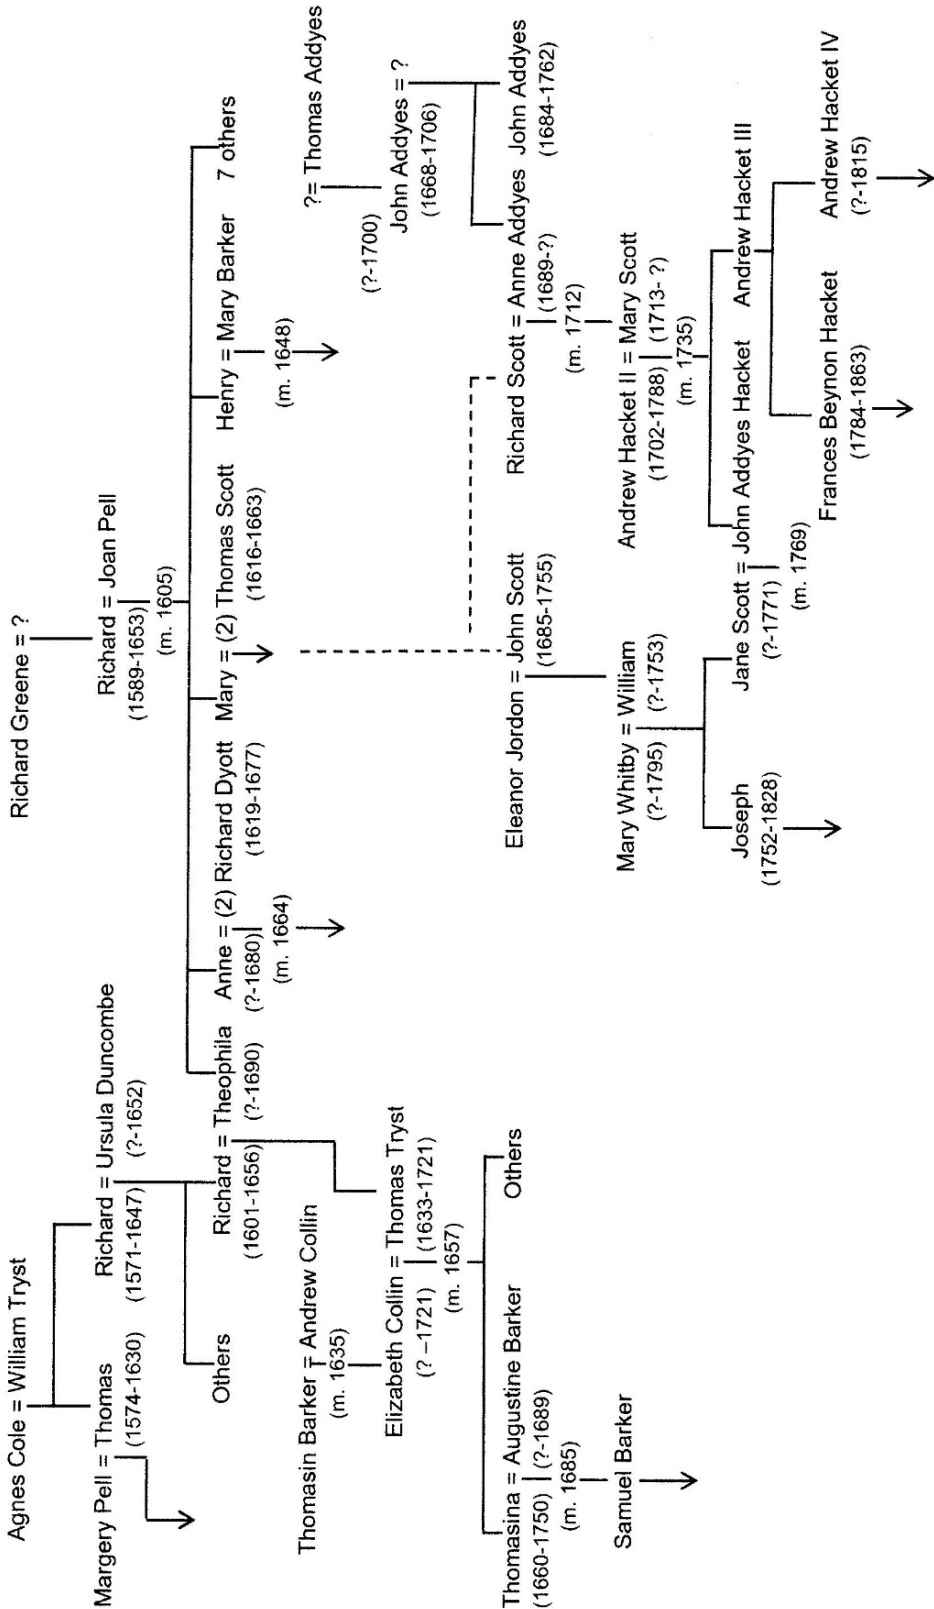 Richard Greene = ?
Agnes Cole = William Tryst
Richard = Joan Pell
(1589-1653)
(m. 1605)
Margery Pell = Thomas
(1574-1630)
Richard = Ursula Duncombe
(1571-1647) (?-1652)
Others
Richard = Theophila
(1601-1656) (?-1690)
Anne = (2) Richard Dyott
(?-1680) (1619-1677)
(m. 1664)
Mary = (2) Thomas Scott
(1616-1663)
Henry = Mary Barker
(m. 1648)
7 others
?= Thomas Addyes
(?-1700)
John Addyes = ?
(1668-1706)
Thomasin Barker = Andrew Collin
(m. 1635)
Elizabeth Collin = Thomas Tryst
(? –1721) (1633-1721)
(m. 1657)
Eleanor Jordon = John Scott
(1685-1755)
Richard Scott = Anne Addyes
(1689-?)
(m. 1712)
John Addyes
(1684-1762)
Thomasina = Augustine Barker
(1660-1750) (?-1689)
(m. 1685)
Others
Mary Whitby = William
(?-1795) (?-1753)
Andrew Hacket II = Mary Scott
(1702-1788) (1713- ?)
(m. 1735)
Samuel Barker
Joseph
(1752-1828)
Jane Scott = John Addyes Hacket
(?-1771)
(m. 1769)
Andrew Hacket III
Frances Beynon Hacket
(1784-1863)
Andrew Hacket IV
(?-1815)